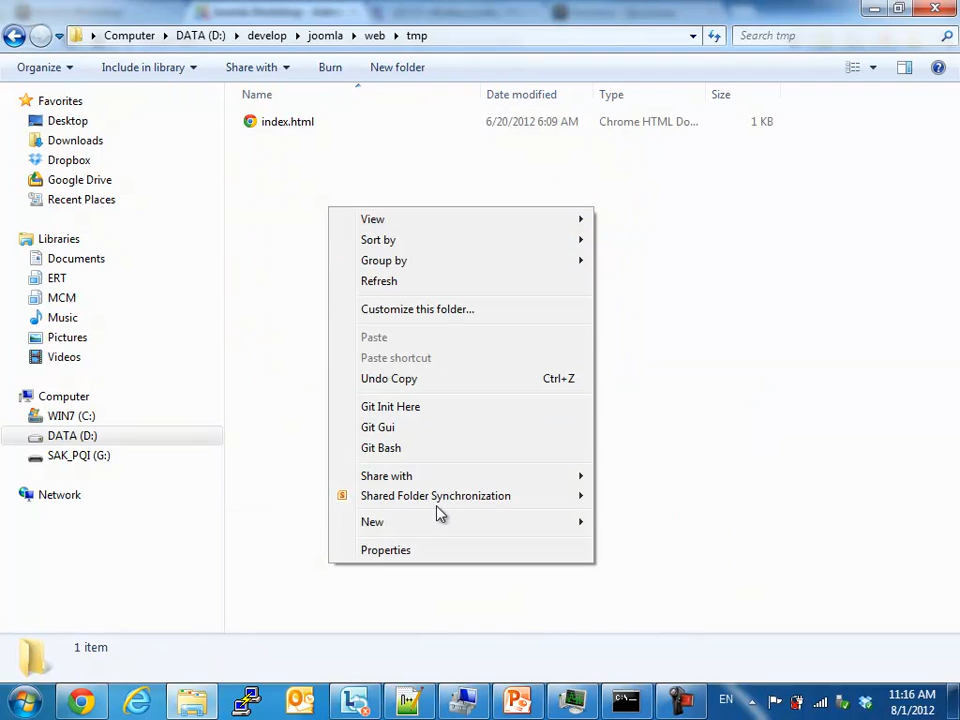 Computer DATA (D:) develop joomla web tmp Search tmp
Organize Include in library Share with Burn New folder
Name Date modified Type Size
index.html 6/20/2012 6:09 AM Chrome HTML Do... 1 KB
Favorites
Desktop
Downloads
Dropbox
Google Drive
Recent Places
Libraries
Documents
ERT
MCM
Music
Pictures
Videos
Computer
WIN7 (C:)
DATA (D:)
SAK_PQI (G:)
Network
View
Sort by
Group by
Refresh
Customize this folder...
Paste
Paste shortcut
Undo Copy Ctrl+Z
Git Init Here
Git Gui
Git Bash
Share with
Shared Folder Synchronization
New
Properties
1 item
EN 11:16 AM
8/1/2012